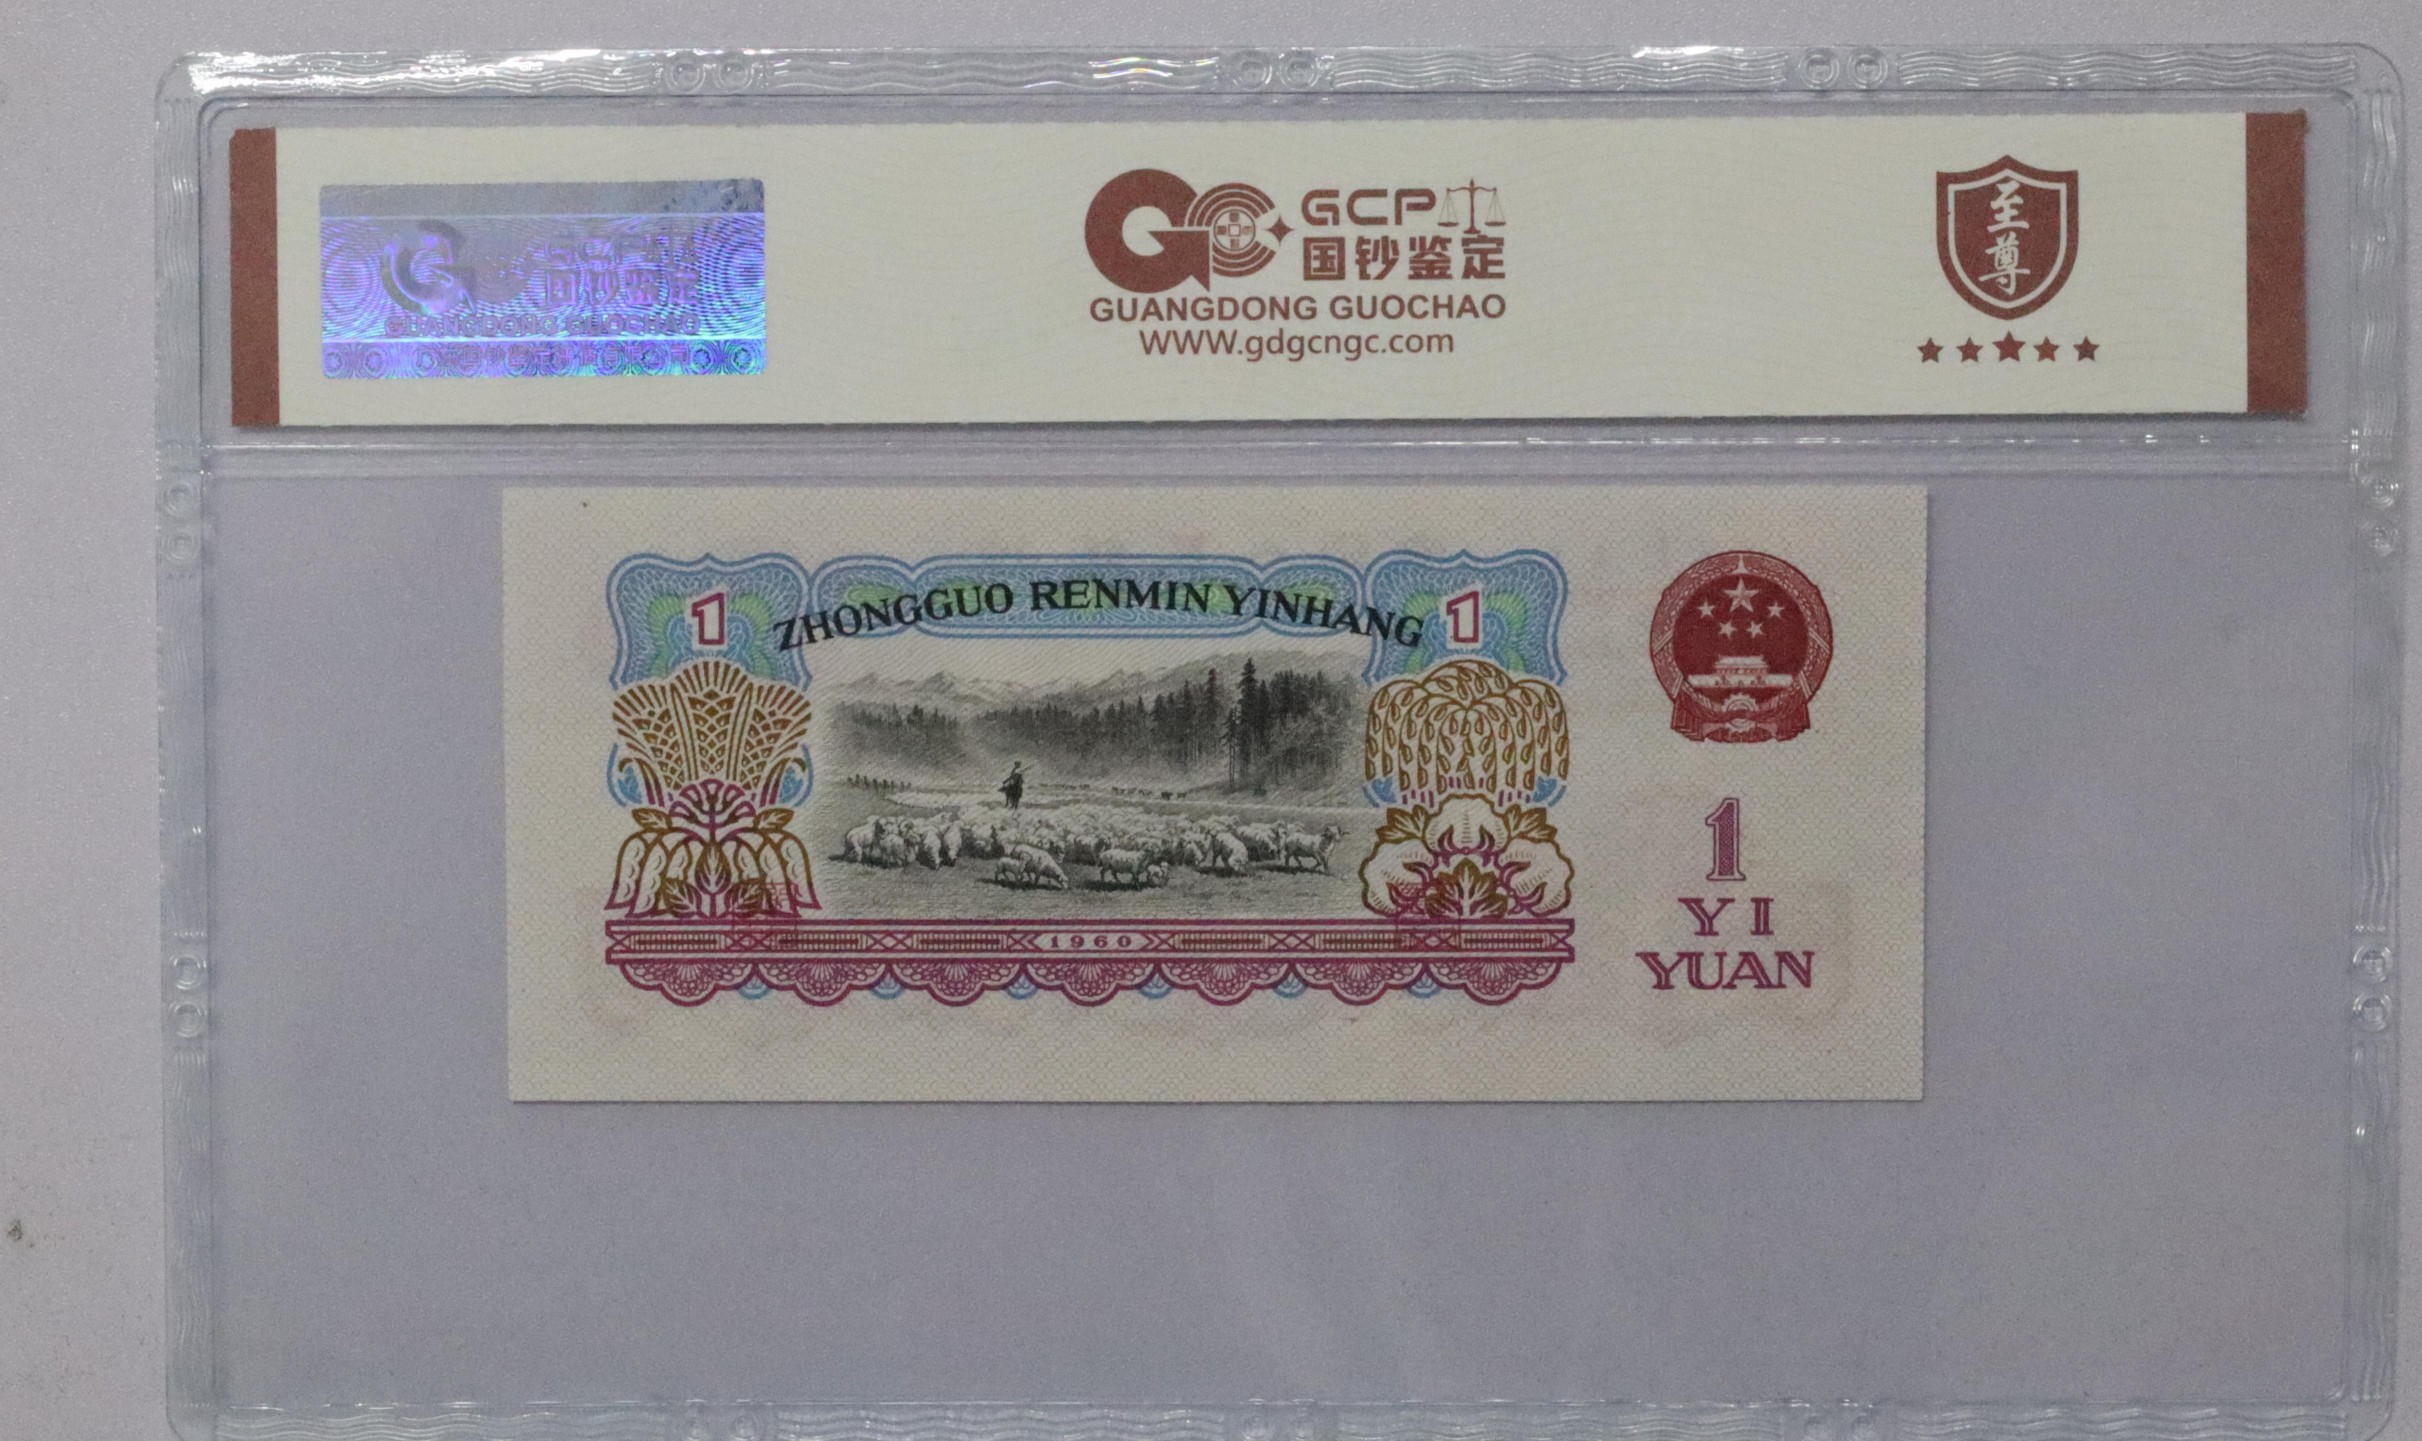 GCP
国钞鉴定
GUANGDONG GUOCHAO
GCP
国钞鉴定
GUANGDONG GUOCHAO
WWW.gdgcngc.com
至尊
1
ZHONGGUO RENMIN YINHANG
1
1960
1
YI
YUAN